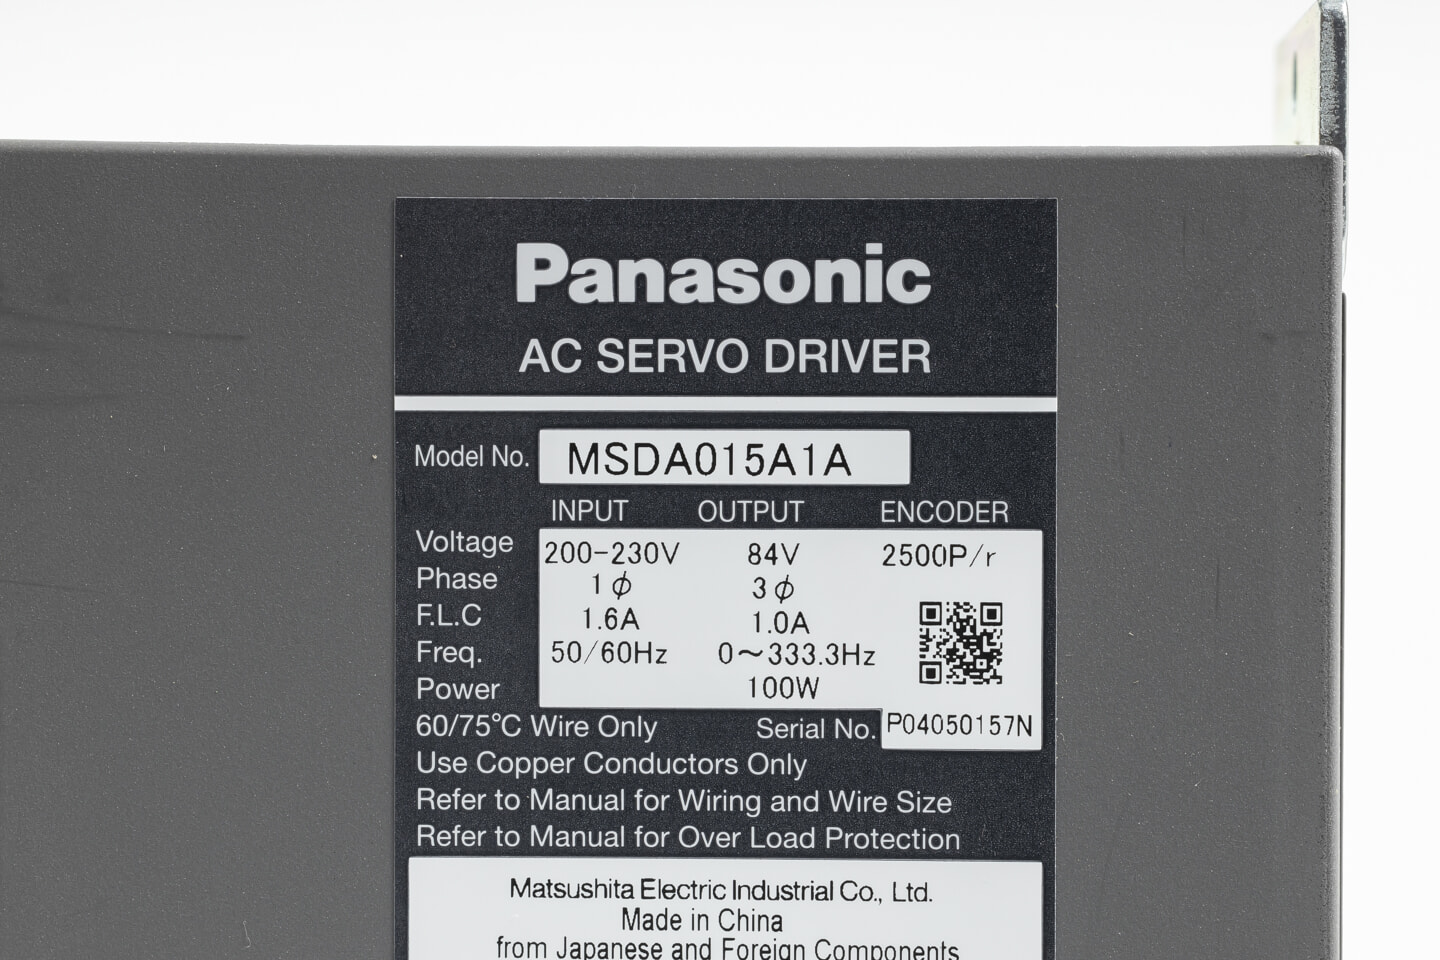 Panasonic
AC SERVO DRIVER
Model No. MSDA015A1A
INPUT OUTPUT ENCODER
Voltage 200-230V 84V 2500P/r
Phase 1ϕ 3ϕ
F.L.C 1.6A 1.0A
Freq. 50/60Hz 0~333.3Hz
Power 100W
60/75°C Wire Only Serial No. P04050157N
Use Copper Conductors Only
Refer to Manual for Wiring and Wire Size
Refer to Manual for Over Load Protection
Matsushita Electric Industrial Co., Ltd.
Made in China
from Japanese and Foreign Components